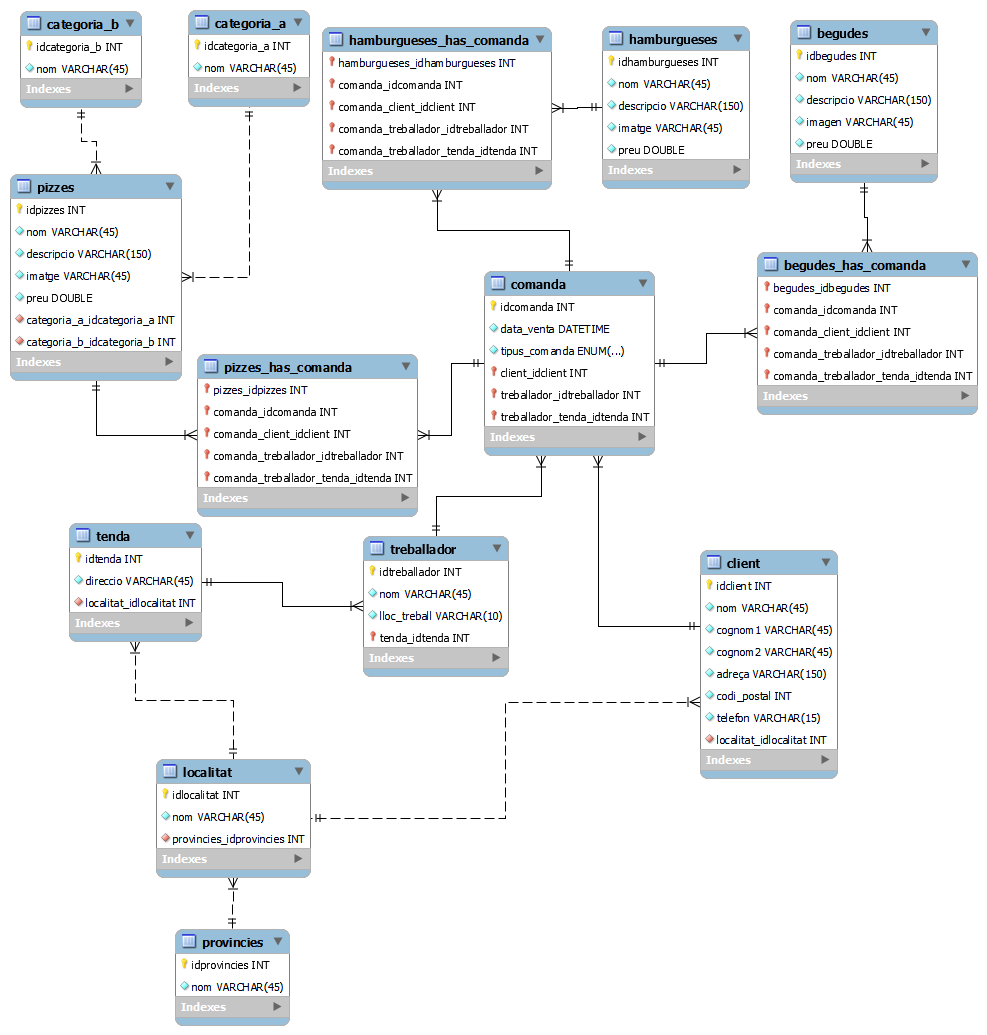 categoria_b
idcategoria_b INT
nom VARCHAR(45)
Indexes
categoria_a
idcategoria_a INT
nom VARCHAR(45)
Indexes
hamburgueses_has_comanda
hamburgueses_idhamburgueses INT
comanda_idcomanda INT
comanda_client_idclient INT
comanda_treballador_idtreballador INT
comanda_treballador_tenda_idtenda INT
Indexes
hamburgueses
idhamburgueses INT
nom VARCHAR(45)
descripcio VARCHAR(150)
imatge VARCHAR(45)
preu DOUBLE
Indexes
begudes
idbegudes INT
nom VARCHAR(45)
descripcio VARCHAR(150)
imagen VARCHAR(45)
preu DOUBLE
Indexes
pizzes
idpizzes INT
nom VARCHAR(45)
descripcio VARCHAR(150)
imatge VARCHAR(45)
preu DOUBLE
categoria_a_idcategoria_a INT
categoria_b_idcategoria_b INT
Indexes
comanda
idcomanda INT
data_venta DATETIME
tipus_comanda ENUM(...)
client_idclient INT
treballador_idtreballador INT
treballador_tenda_idtenda INT
Indexes
begudes_has_comanda
begudes_idbegudes INT
comanda_idcomanda INT
comanda_client_idclient INT
comanda_treballador_idtreballador INT
comanda_treballador_tenda_idtenda INT
Indexes
pizzes_has_comanda
pizzes_idpizzes INT
comanda_idcomanda INT
comanda_client_idclient INT
comanda_treballador_idtreballador INT
comanda_treballador_tenda_idtenda INT
Indexes
tenda
idtenda INT
direccio VARCHAR(45)
localitat_idlocalitat INT
Indexes
treballador
idtreballador INT
nom VARCHAR(45)
lloc_treball VARCHAR(10)
tenda_idtenda INT
Indexes
client
idclient INT
nom VARCHAR(45)
cognom1 VARCHAR(45)
cognom2 VARCHAR(45)
adreça VARCHAR(150)
codi_postal INT
telefon VARCHAR(15)
localitat_idlocalitat INT
Indexes
localitat
idlocalitat INT
nom VARCHAR(45)
provincies_idprovincies INT
Indexes
provincies
idprovincies INT
nom VARCHAR(45)
Indexes